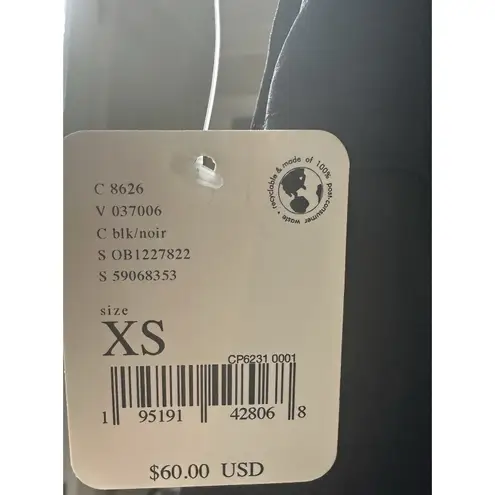 C 8626
V 037006
C blk/noir
S OB1227822
S 59068353
recyclable & made of 100% post-consumer waste •
size
XS
CP6231 0001
1 95191 42806 8
$60.00 USD